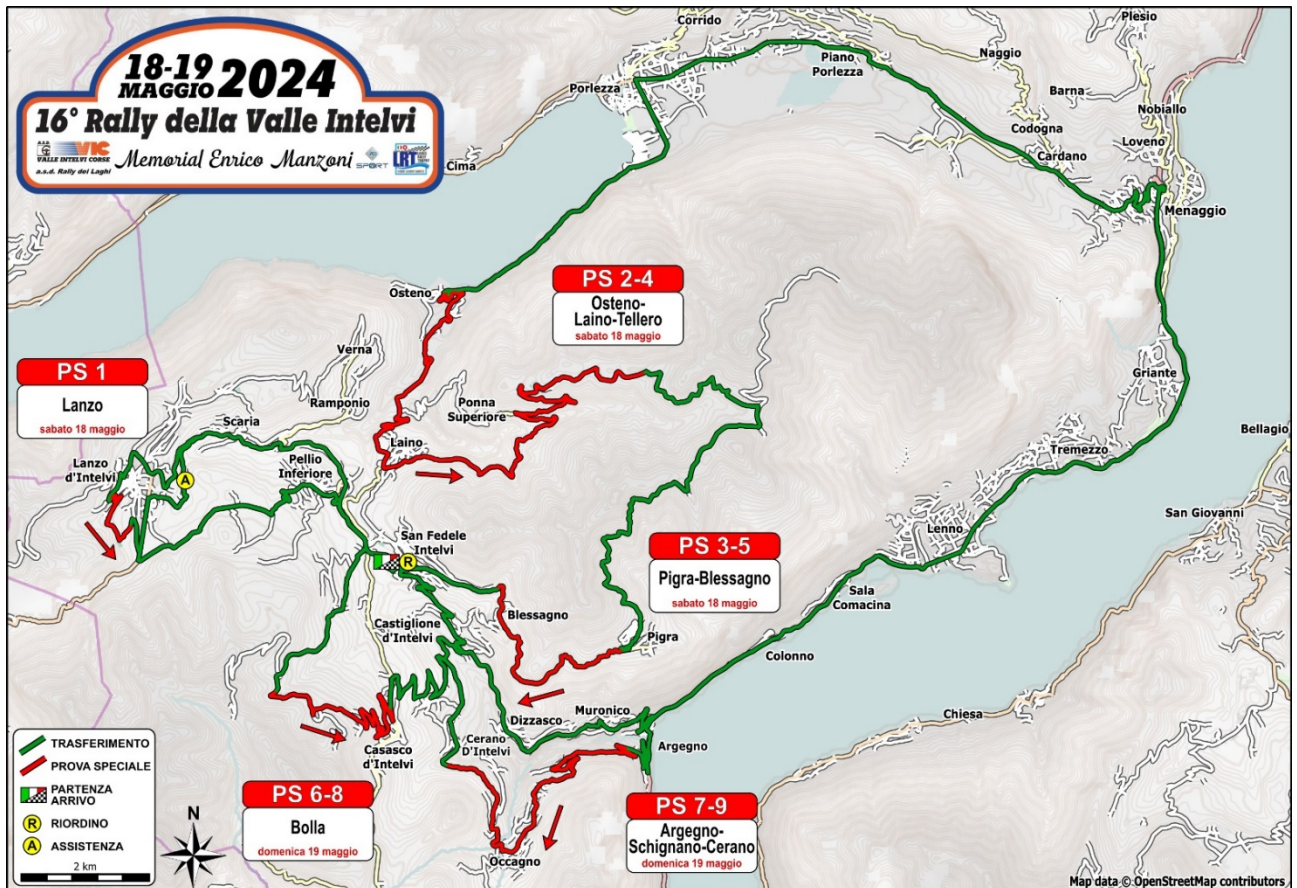 18-19
MAGGIO 2024
16° Rally della Valle Intelvi
VALLE INTELVI CORSE
VIC
a.s.d. Rally dei Laghi
Memorial Enrico Manzoni
SPORT
LRT
Corrido
Plesio
Naggio
Piano
Porlezza
Porlezza
Barna
Nobiallo
Codogna
Loveno
Cardano
Cima
Menaggio
PS 2-4
Osteno-
Laino-Tellero
sabato 18 maggio
Osteno
PS 1
Lanzo
sabato 18 maggio
Verna
Griante
Ramponio
Ponna
Superiore
Scaria
Bellagio
Laino
Tremezzo
Lanzo
d'Intelvi
Pellio
Inferiore
A
San Giovanni
Lenno
San Fedele
Intelvi
R
PS 3-5
Pigra-Blessagno
sabato 18 maggio
Sala
Comacina
Blessagno
Castiglione
d'Intelvi
Pigra
Colonno
Muronico
Dizzasco
Chiesa
Argegno
Cerano
D'Intelvi
Casasco
d'Intelvi
TRASFERIMENTO
PROVA SPECIALE
PARTENZA
ARRIVO
R RIORDINO
A ASSISTENZA
2 km
N
PS 6-8
Bolla
domenica 19 maggio
PS 7-9
Argegno-
Schignano-Cerano
domenica 19 maggio
Occagno
Map data © OpenStreetMap contributors